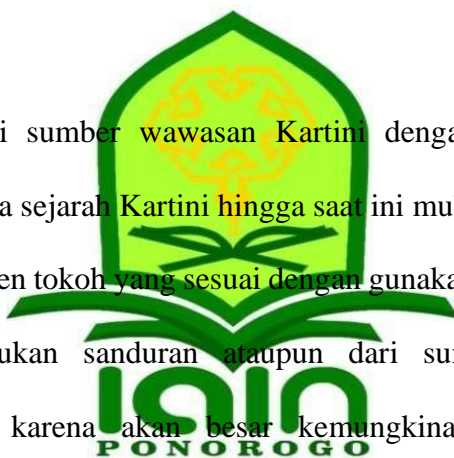 i sumber wawasan Kartini denga
a sejarah Kartini hingga saat ini mu
en tokoh yang sesuai dengan gunaka
ukan sanduran ataupun dari su
karena akan besar kemungkina
iain
PONOROGO